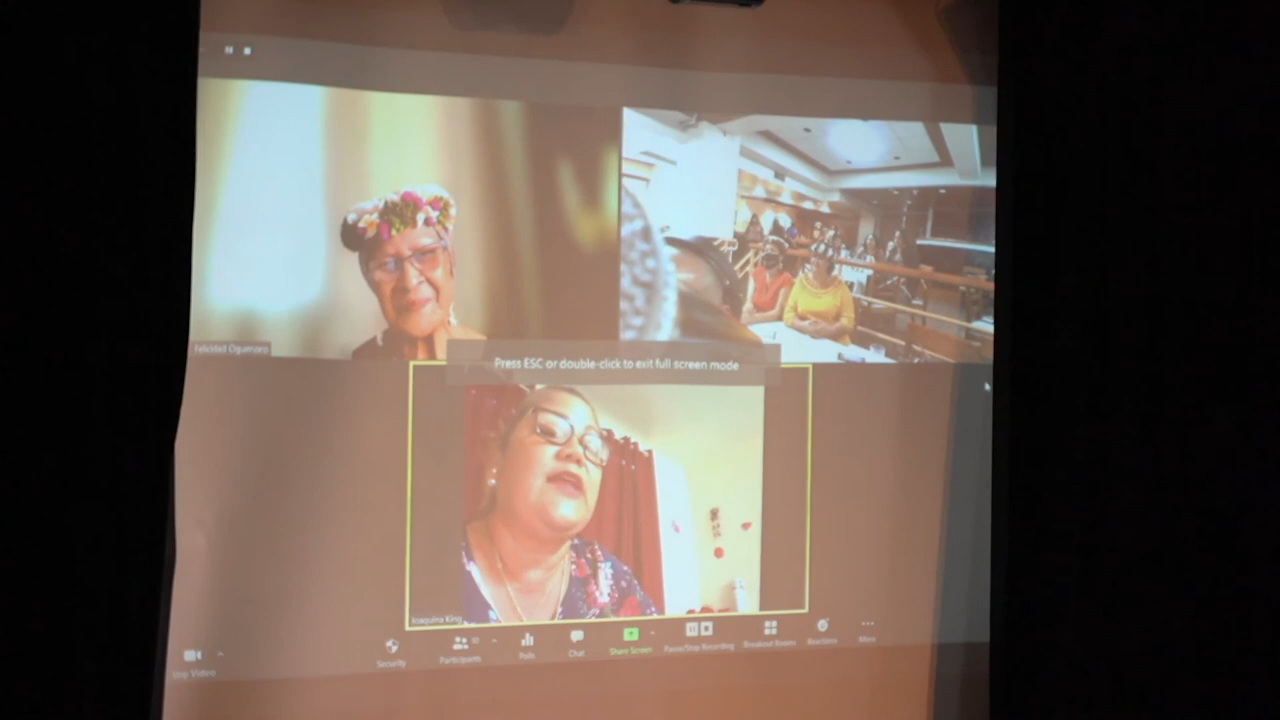 Felicidad Ogumoro
Press ESC or double-click to exit full screen mode
Joaquina King
Stop Video
Security
Participants
Polls
Chat
Share Screen
Pause/Stop Recording
Breakout Rooms
Reactions
More